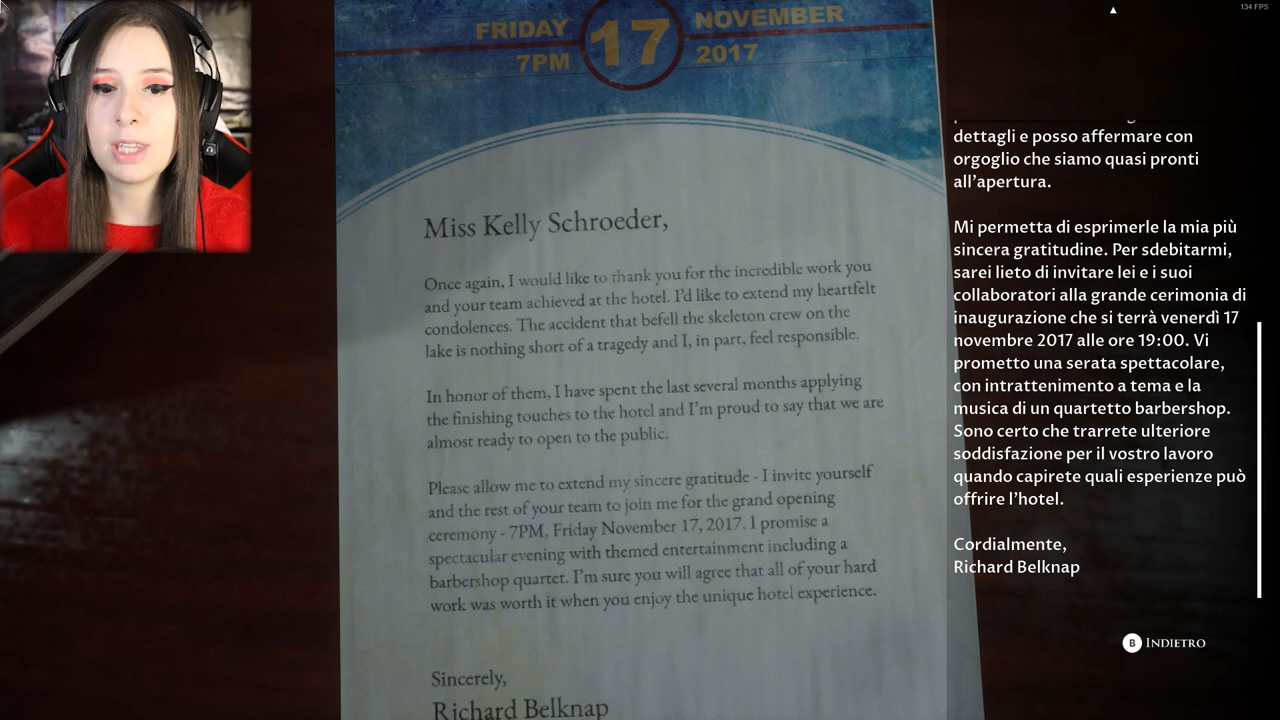 134 FPS
FRIDAY
7PM
17
NOVEMBER
2017
Miss Kelly Schroeder,
Once again, I would like to thank you for the incredible work you
and your team achieved at the hotel. I'd like to extend my heartfelt
condolences. The accident that befell the skeleton crew on the
lake is nothing short of a tragedy and I, in part, feel responsible.
In honor of them, I have spent the last several months applying
the finishing touches to the hotel and I'm proud to say that we are
almost ready to open to the public.
Please allow me to extend my sincere gratitude - I invite yourself
and the rest of your team to join me for the grand opening
ceremony - 7PM, Friday November 17, 2017. I promise a
spectacular evening with themed entertainment including a
barbershop quartet. I'm sure you will agree that all of your hard
work was worth it when you enjoy the unique hotel experience.
Sincerely,
Richard Belknap
dettagli e posso affermare con
orgoglio che siamo quasi pronti
all'apertura.
Mi permetta di esprimerle la mia più
sincera gratitudine. Per sdebitarmi,
sarei lieto di invitare lei e i suoi
collaboratori alla grande cerimonia di
inaugurazione che si terrà venerdì 17
novembre 2017 alle ore 19:00. Vi
prometto una serata spettacolare,
con intrattenimento a tema e la
musica di un quartetto barbershop.
Sono certo che trarrete ulteriore
soddisfazione per il vostro lavoro
quando capirete quali esperienze può
offrire l'hotel.
Cordialmente,
Richard Belknap
B INDIETRO